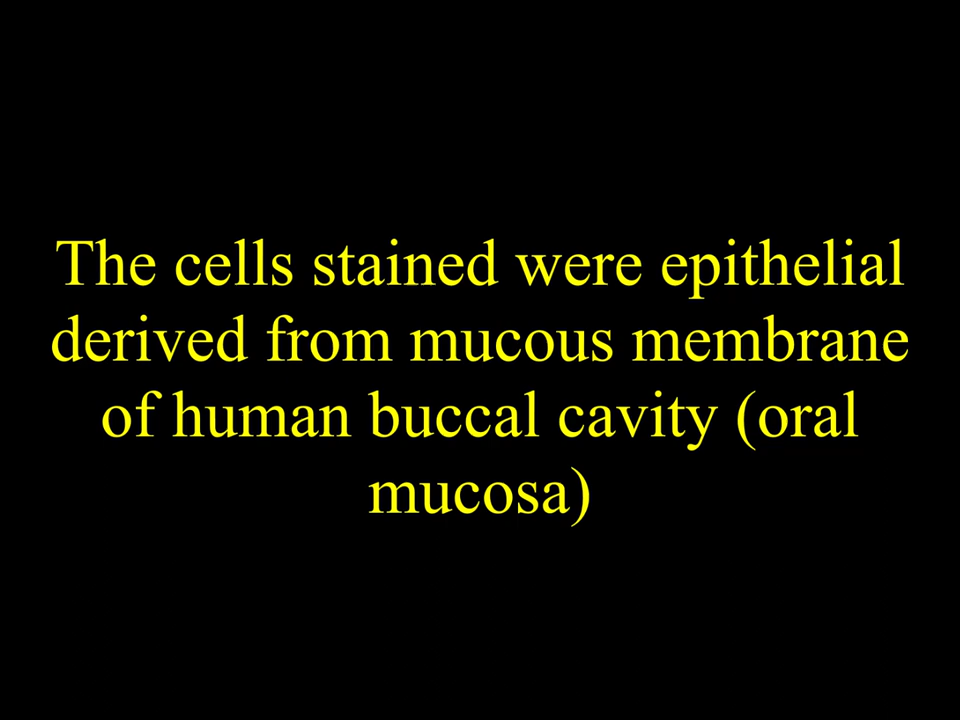 The cells stained were epithelial
derived from mucous membrane
of human buccal cavity (oral
mucosa)